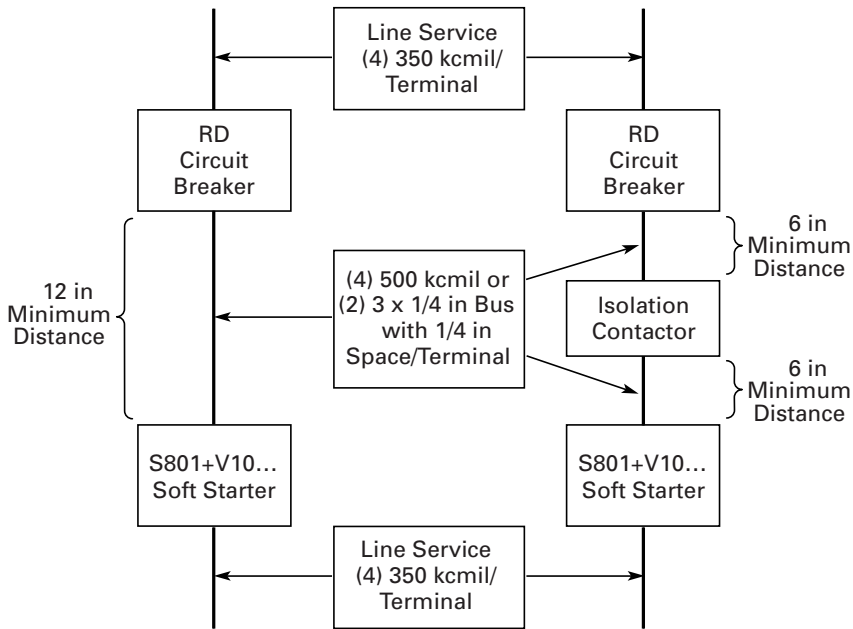 Line Service
(4) 350 kcmil/
Terminal
RD
Circuit
Breaker
RD
Circuit
Breaker
6 in
Minimum
Distance
12 in
Minimum
Distance
(4) 500 kcmil or
(2) 3 x 1/4 in Bus
with 1/4 in
Space/Terminal
Isolation
Contactor
6 in
Minimum
Distance
S801+V10…
Soft Starter
S801+V10…
Soft Starter
Line Service
(4) 350 kcmil/
Terminal